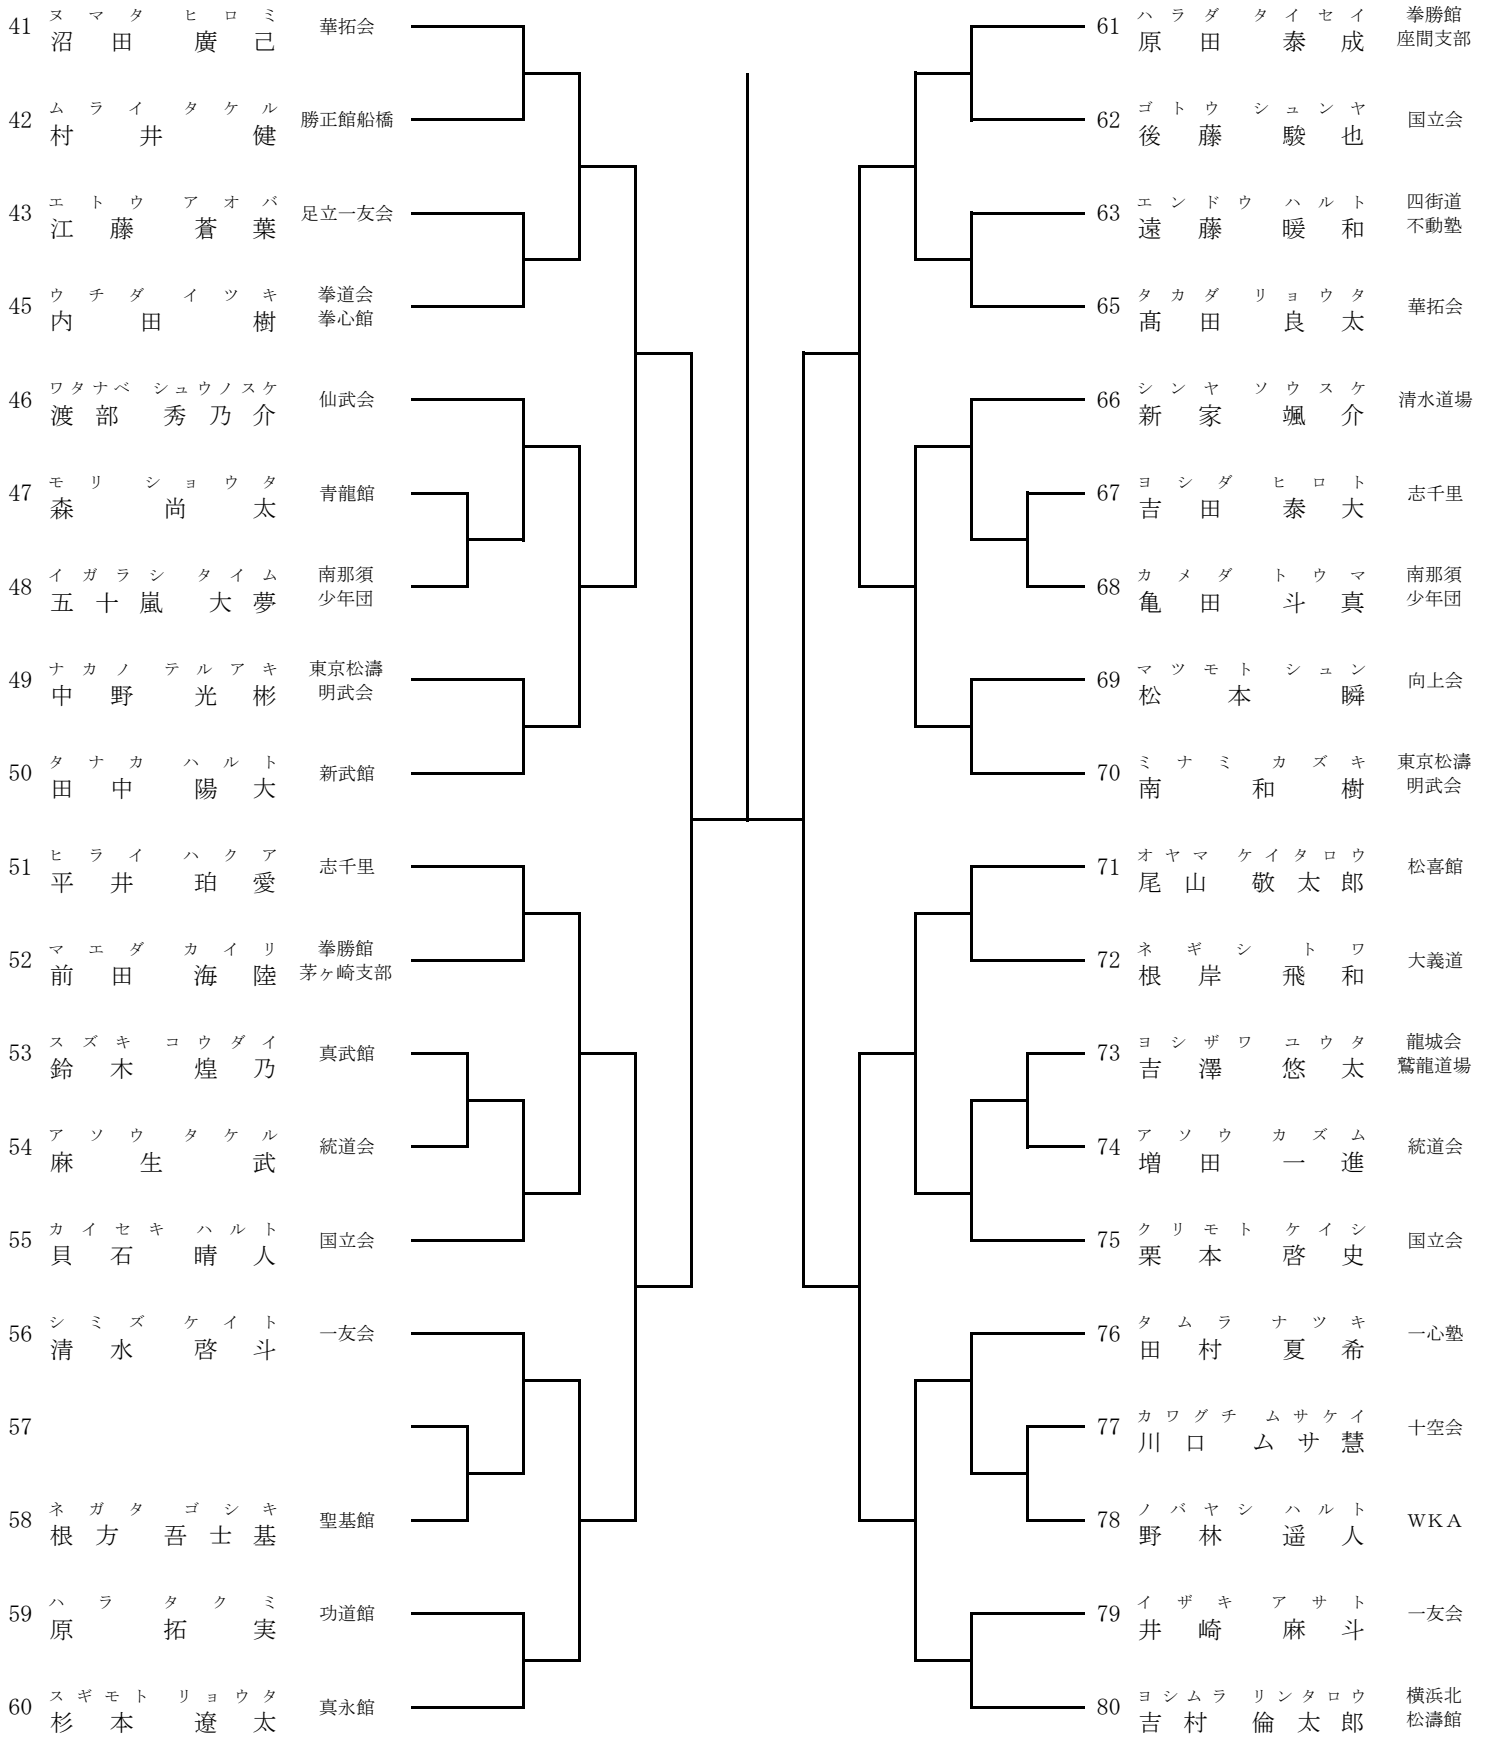 ヌマタ ヒロミ
41 沼田 廣己 華拓会
ムライ タケル
42 村井 健 勝正館船橋
エトウ アオバ
43 江藤 蒼葉 足立一友会
ウチダ イツキ 拳道会
45 内田 樹 拳心館
ワタナベ シュウノスケ
46 渡部 秀乃介 仙武会
モリ ショウタ
47 森 尚太 青龍館
イガラシ タイム 南那須
48 五十嵐 大夢 少年団
ナカノ テルアキ 東京松濤
49 中野 光彬 明武会
タナカ ハルト
50 田中 陽大 新武館
ヒライ ハクア
51 平井 珀愛 志千里
マエダ カイリ 拳勝館
52 前田 海陸 茅ヶ崎支部
スズキ コウダイ
53 鈴木 煌乃 真武館
アソウ タケル
54 麻生 武 統道会
カイセキ ハルト
55 貝石 晴人 国立会
シミズ ケイト
56 清水 啓斗 一友会
57
ネガタ ゴシキ
58 根方 吾士基 聖基館
ハラ タクミ
59 原 拓実 功道館
スギモト リョウタ
60 杉本 遼太 真永館
ハラダ タイセイ 拳勝館
61 原田 泰成 座間支部
ゴトウ シュンヤ
62 後藤 駿也 国立会
エンドウ ハルト 四街道
63 遠藤 暖和 不動塾
タカダ リョウタ
65 髙田 良太 華拓会
シンヤ ソウスケ
66 新家 颯介 清水道場
ヨシダ ヒロト
67 吉田 泰大 志千里
カメダ トウマ 南那須
68 亀田 斗真 少年団
マツモト シュン
69 松本 瞬 向上会
ミナミ カズキ 東京松濤
70 南 和樹 明武会
オヤマ ケイタロウ
71 尾山 敬太郎 松喜館
ネギシ トワ
72 根岸 飛和 大義道
ヨシザワ ユウタ 龍城会
73 吉澤 悠太 鷲龍道場
アソウ カズム
74 増田 一進 統道会
クリモト ケイシ
75 栗本 啓史 国立会
タムラ ナツキ
76 田村 夏希 一心塾
カワグチ ムサケイ
77 川口 ムサ慧 十空会
ノバヤシ ハルト
78 野林 遥人 WKA
イザキ アサト
79 井崎 麻斗 一友会
ヨシムラ リンタロウ 横浜北
80 吉村 倫太郎 松濤館